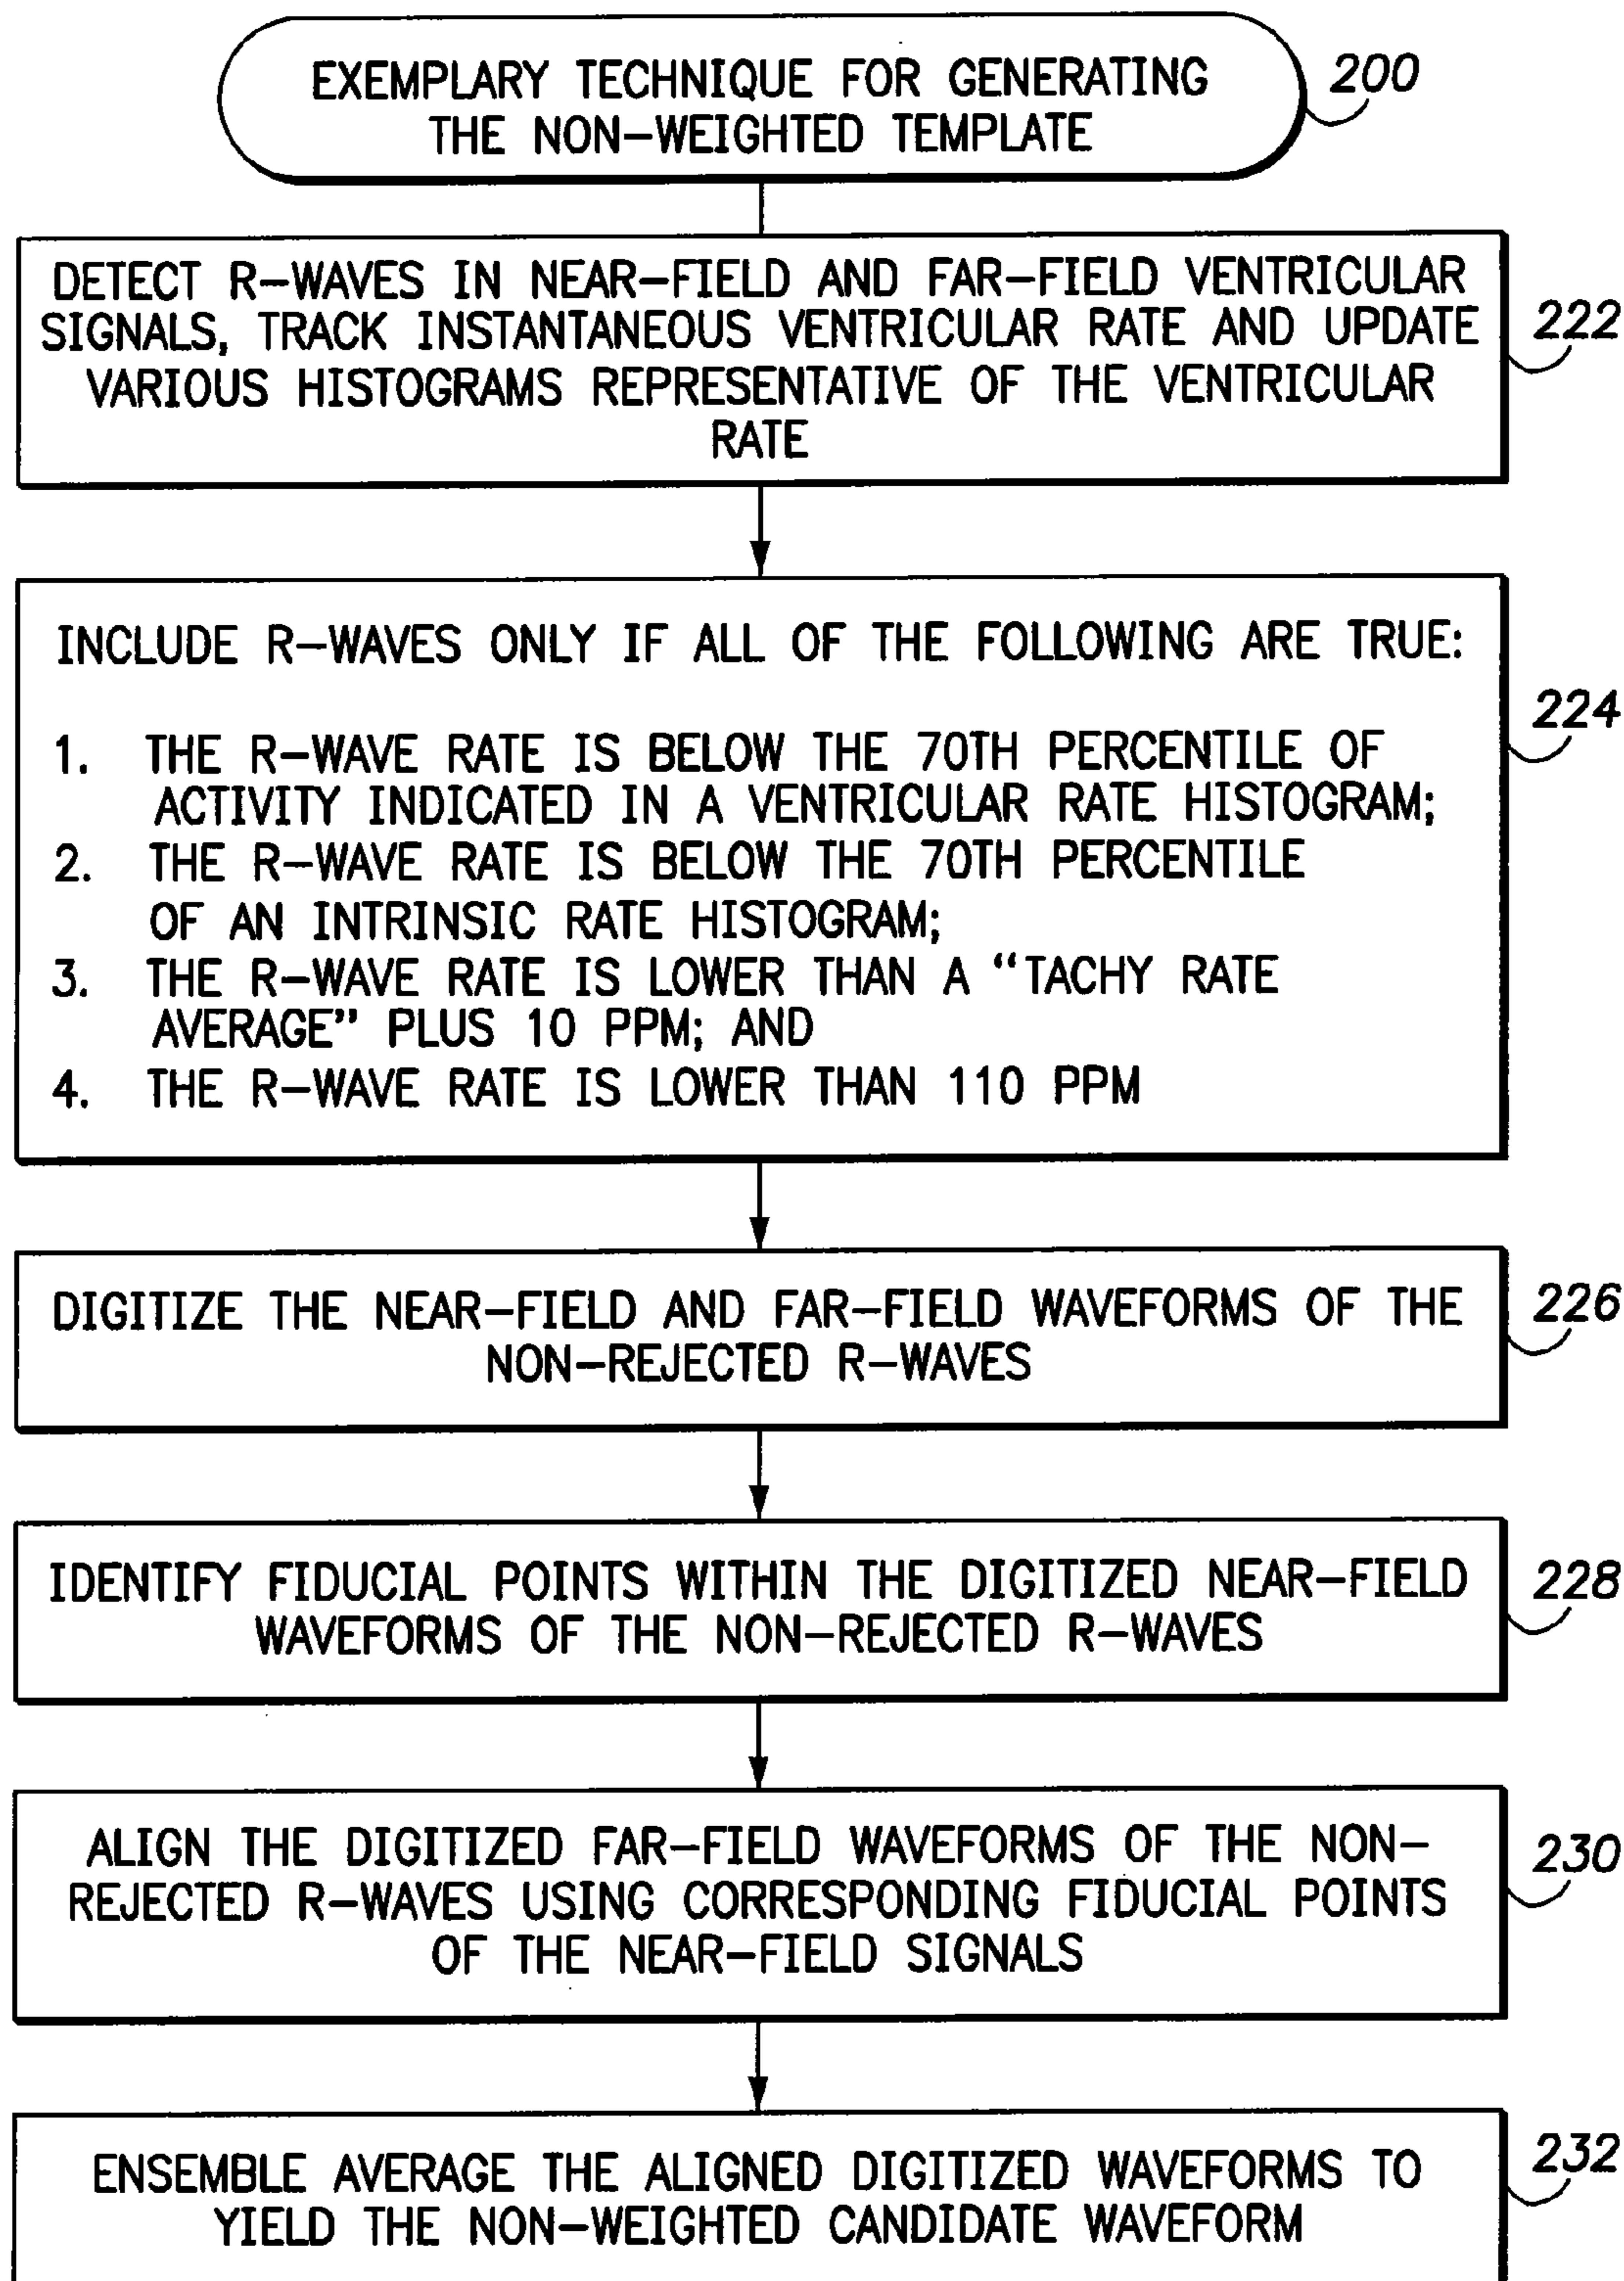 EXEMPLARY TECHNIQUE FOR GENERATING
THE NON-WEIGHTED TEMPLATE
200
DETECT R-WAVES IN NEAR-FIELD AND FAR-FIELD VENTRICULAR
SIGNALS, TRACK INSTANTANEOUS VENTRICULAR RATE AND UPDATE
VARIOUS HISTOGRAMS REPRESENTATIVE OF THE VENTRICULAR
RATE
222
INCLUDE R-WAVES ONLY IF ALL OF THE FOLLOWING ARE TRUE:
1. THE R-WAVE RATE IS BELOW THE 70TH PERCENTILE OF
ACTIVITY INDICATED IN A VENTRICULAR RATE HISTOGRAM;
2. THE R-WAVE RATE IS BELOW THE 70TH PERCENTILE
OF AN INTRINSIC RATE HISTOGRAM;
3. THE R-WAVE RATE IS LOWER THAN A “TACHY RATE
AVERAGE” PLUS 10 PPM; AND
4. THE R-WAVE RATE IS LOWER THAN 110 PPM
224
DIGITIZE THE NEAR-FIELD AND FAR-FIELD WAVEFORMS OF THE
NON-REJECTED R-WAVES
226
IDENTIFY FIDUCIAL POINTS WITHIN THE DIGITIZED NEAR-FIELD
WAVEFORMS OF THE NON-REJECTED R-WAVES
228
ALIGN THE DIGITIZED FAR-FIELD WAVEFORMS OF THE NON-
REJECTED R-WAVES USING CORRESPONDING FIDUCIAL POINTS
OF THE NEAR-FIELD SIGNALS
230
ENSEMBLE AVERAGE THE ALIGNED DIGITIZED WAVEFORMS TO
YIELD THE NON-WEIGHTED CANDIDATE WAVEFORM
232